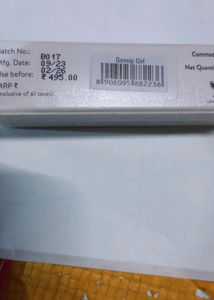 Batch No.: B017
Mfg. Date: 09/23
Use before: 02/26
MRP ₹ ₹ 495.00
(inclusive of all taxes)
Gossip Girl
8906095882236
Commod
Net Quanti